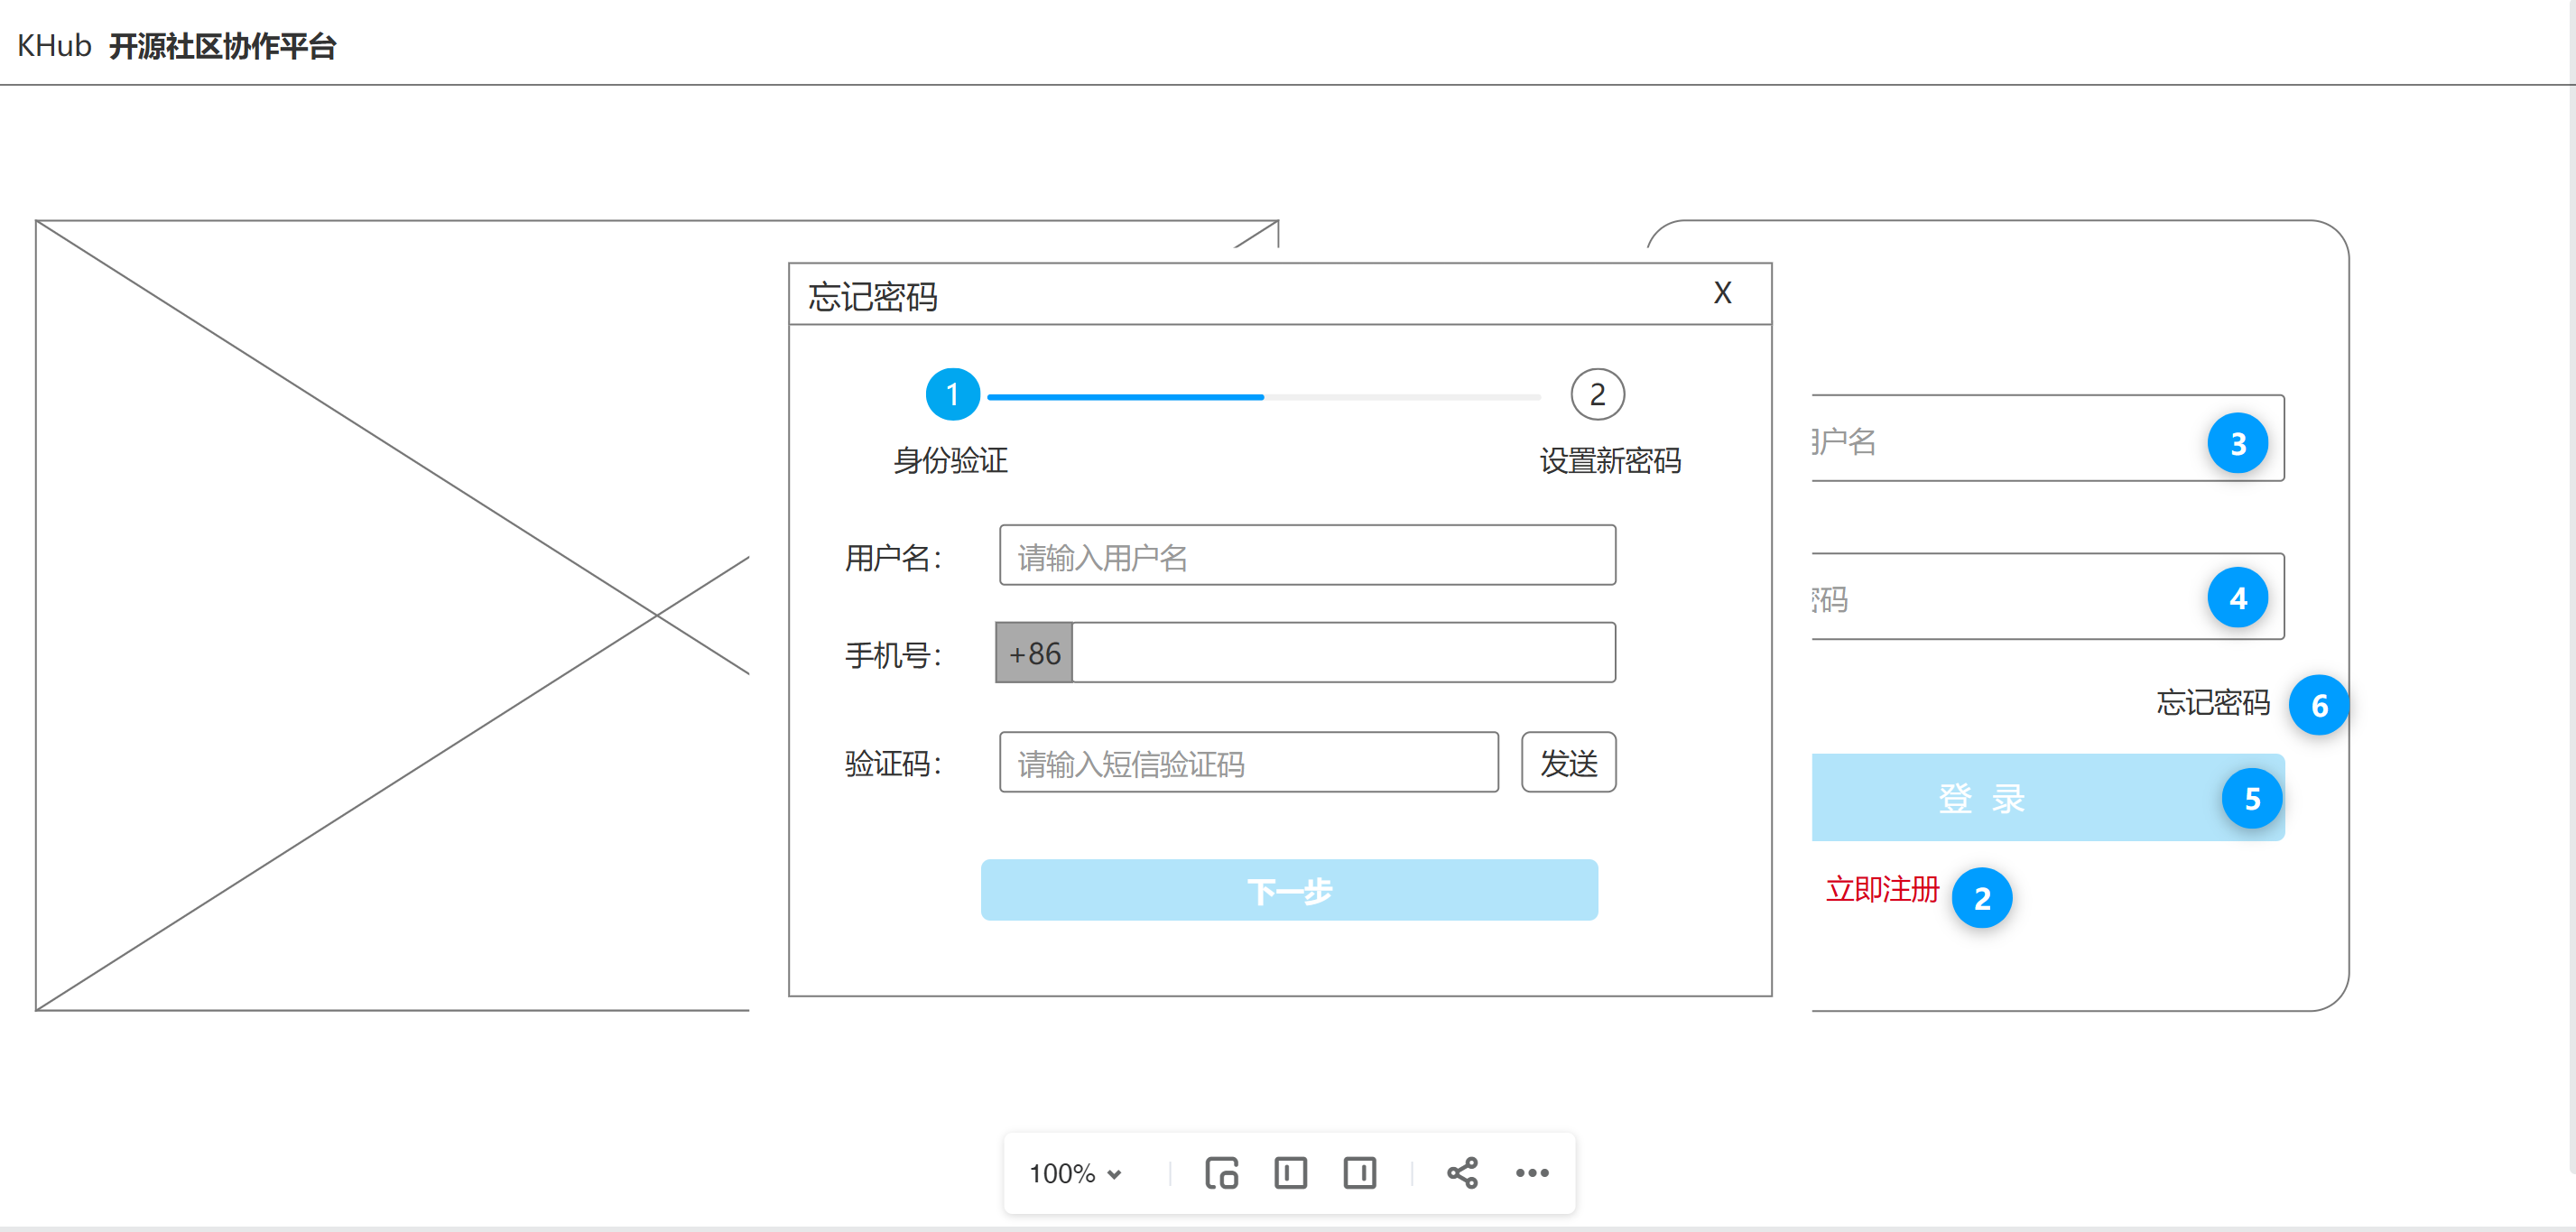 KHub 开源社区协作平台
忘记密码 X
1 2
身份验证 设置新密码
用户名: 请输入用户名
手机号: +86
验证码: 请输入短信验证码 发送
下一步
户名 3
码 4
忘记密码 6
登 录 5
立即注册 2
100%